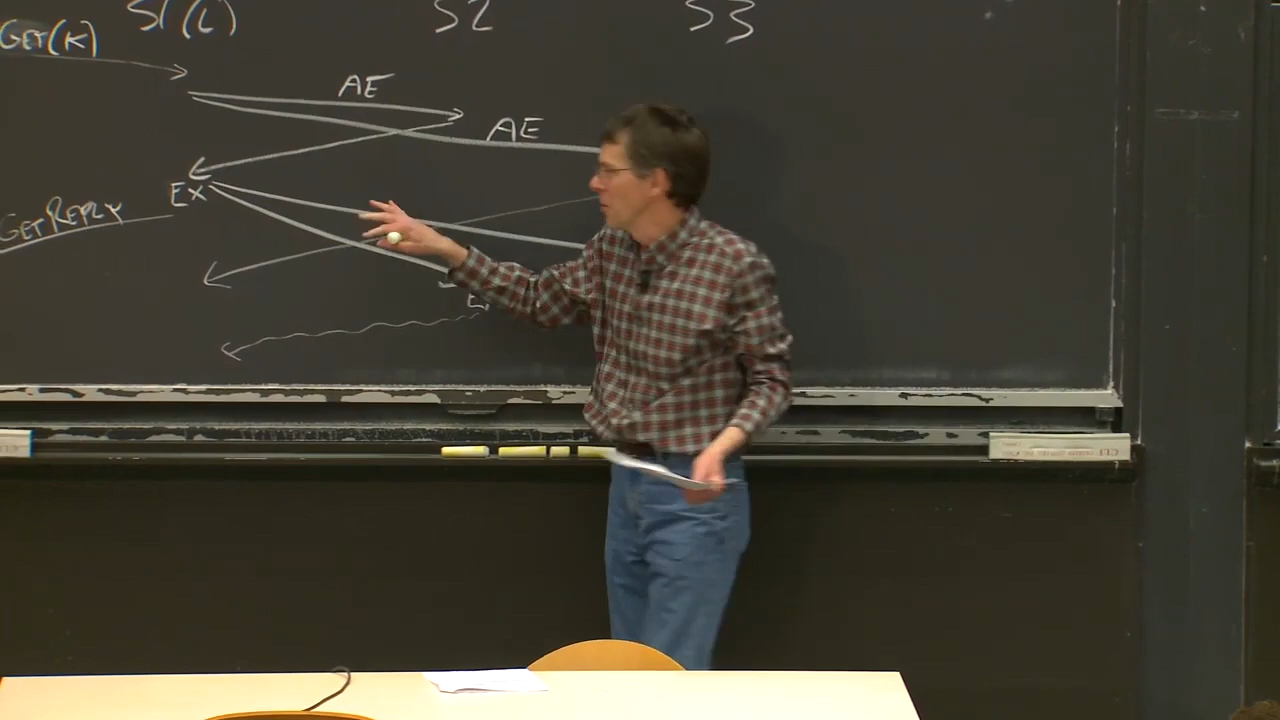 S1(L) S2 S3
GET(K)
AE
AE
EX
GETREPLY